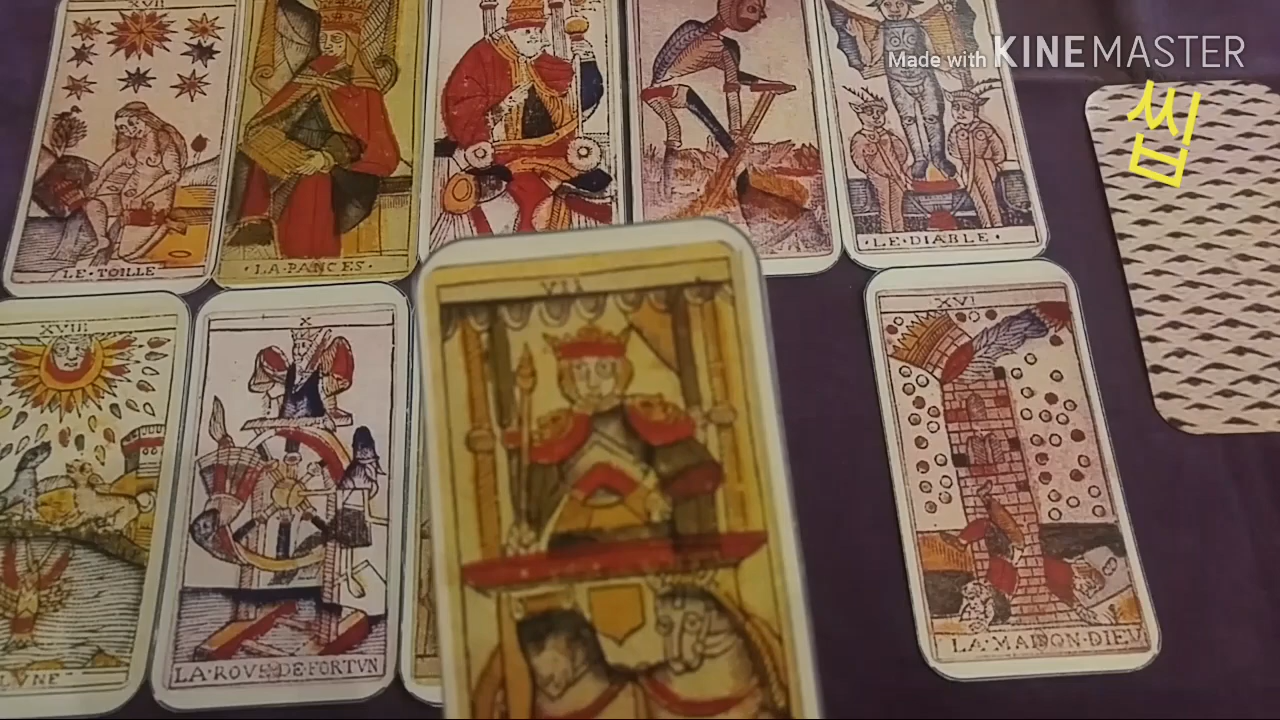 Made with KINEMASTER
씹
XVII
LE·TOILLE
·LA·PANCES·
·LE·DIABLE·
XVIII
LVNE
X
LA·ROVE·DE·FORTVN
VII
XVI
LA·MAISON·DIEV